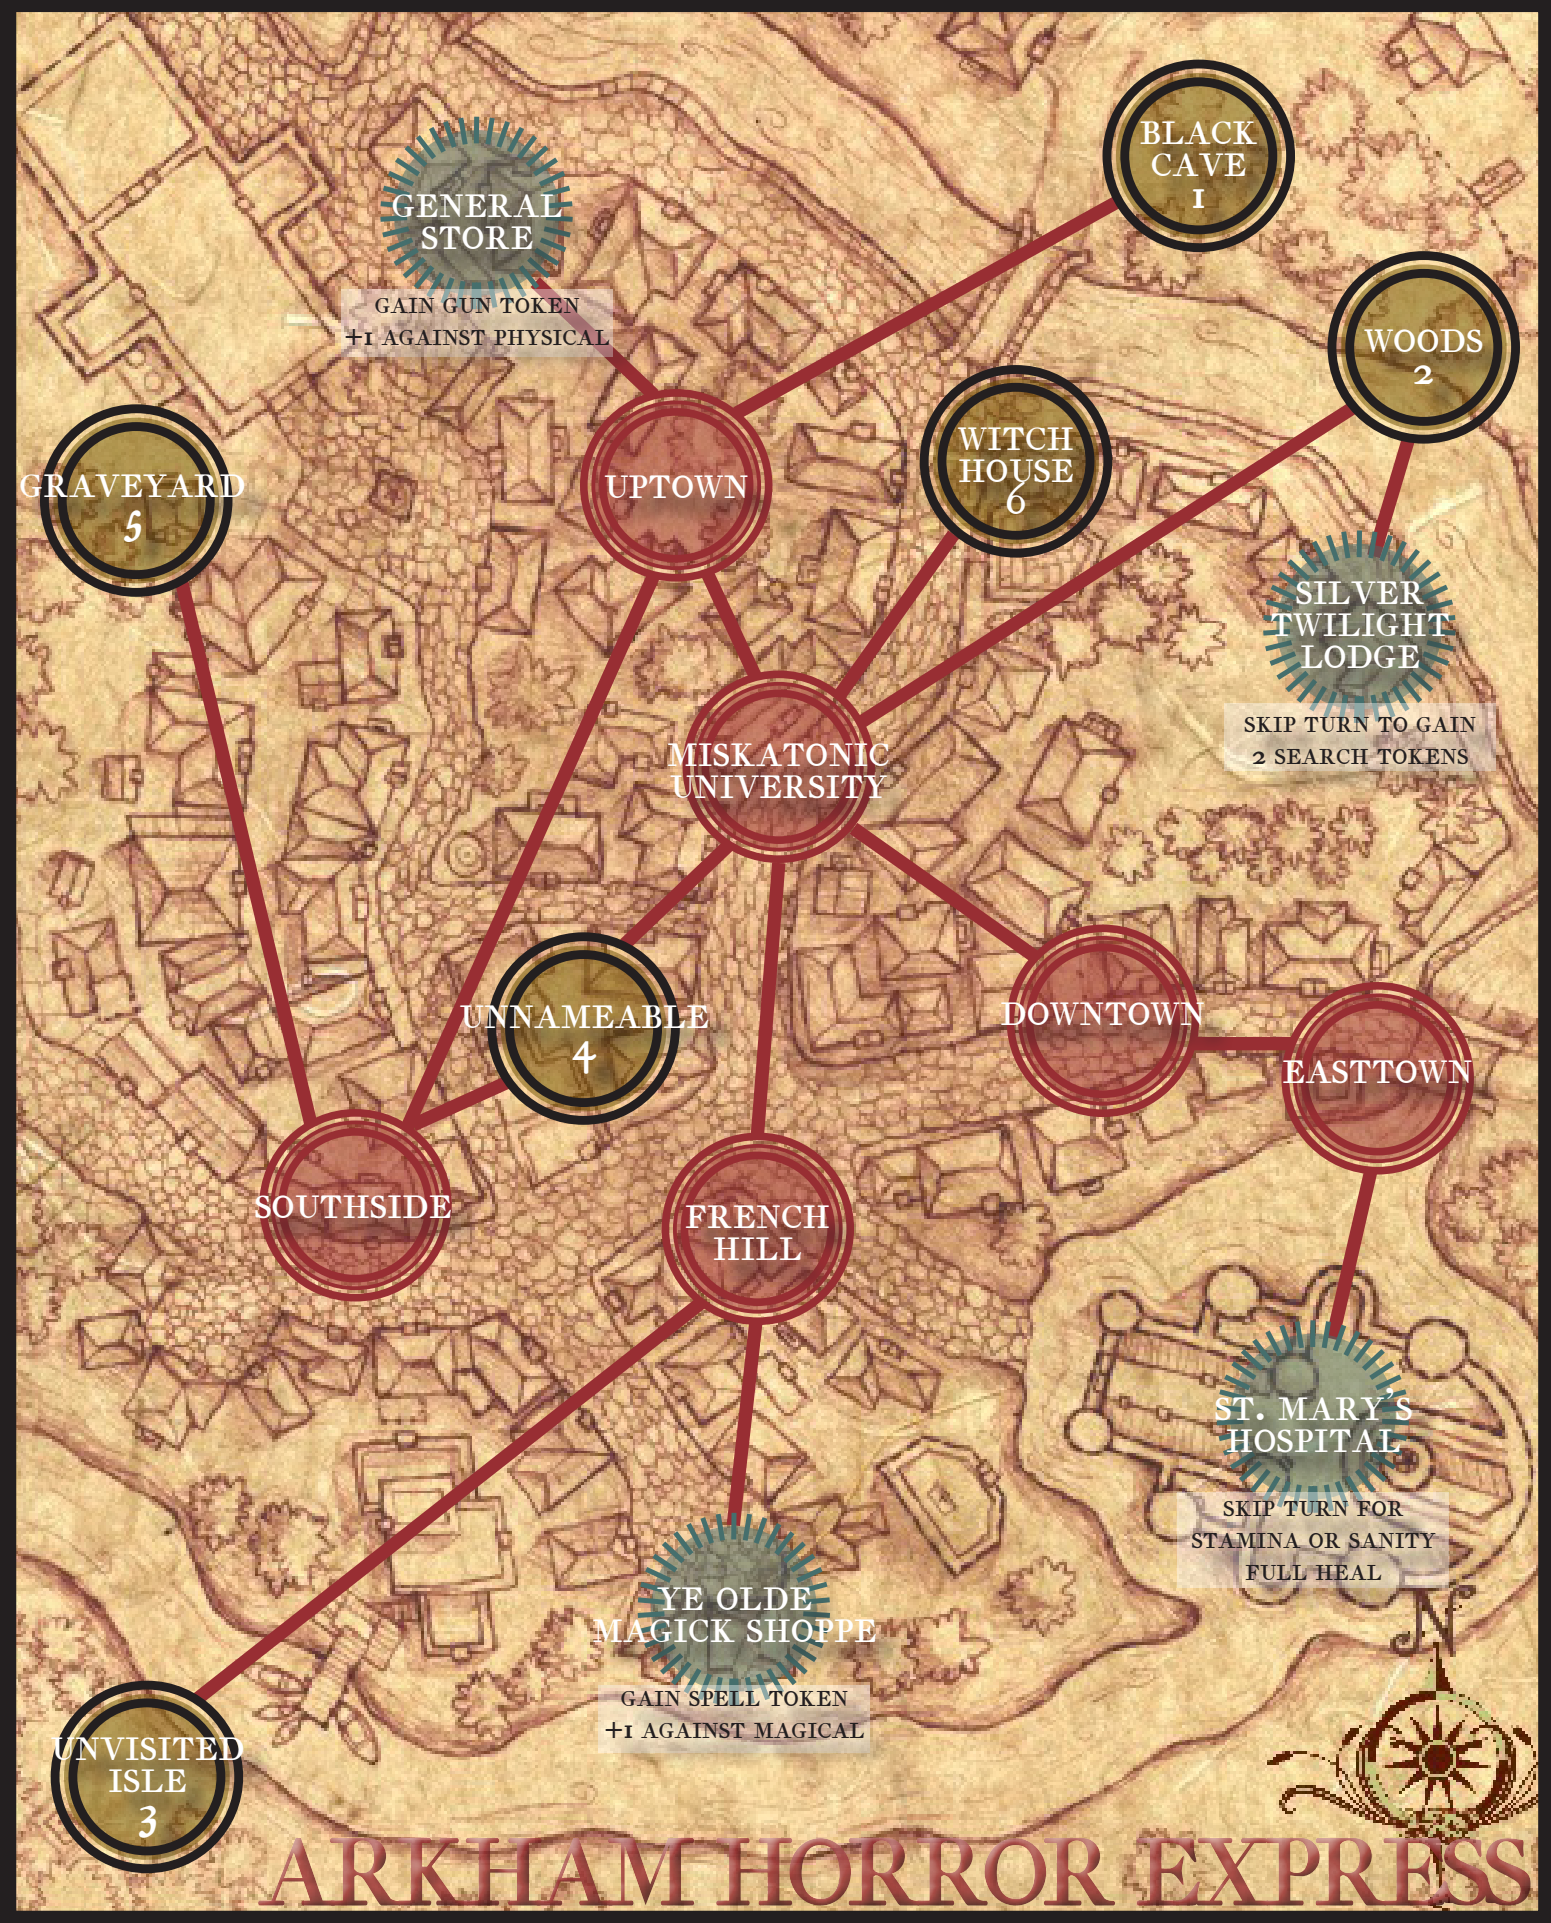 BLACK
CAVE
1
GENERAL
STORE
GAIN GUN TOKEN
+1 AGAINST PHYSICAL
WOODS
2
WITCH
HOUSE
6
GRAVEYARD
5
UPTOWN
SILVER
TWILIGHT
LODGE
SKIP TURN TO GAIN
2 SEARCH TOKENS
MISKATONIC
UNIVERSITY
UNNAMEABLE
4
DOWNTOWN
EASTTOWN
SOUTHSIDE
FRENCH
HILL
ST. MARY'S
HOSPITAL
SKIP TURN FOR
STAMINA OR SANITY
FULL HEAL
YE OLDE
MAGICK SHOPPE
GAIN SPELL TOKEN
+1 AGAINST MAGICAL
N
UNVISITED
ISLE
3
ARKHAM HORROR EXPRESS